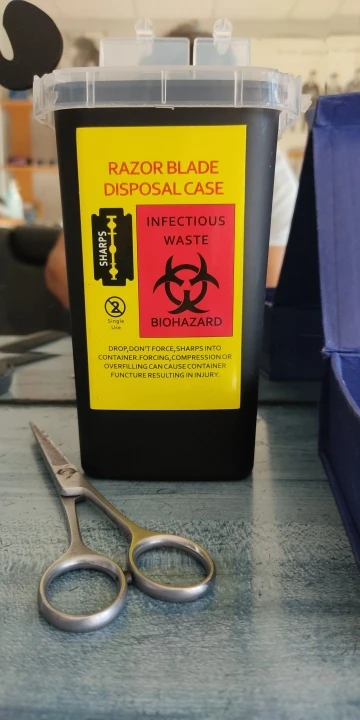 RAZOR BLADE
DISPOSAL CASE
SHARPS
INFECTIOUS
WASTE
BIOHAZARD
2
Single
Use
DROP,DON'T FORCE,SHARPS INTO
CONTAINER.FORCING,COMPRESSION OR
OVERFILLING CAN CAUSE CONTAINER
FUNCTURE RESULTING IN INJURY.